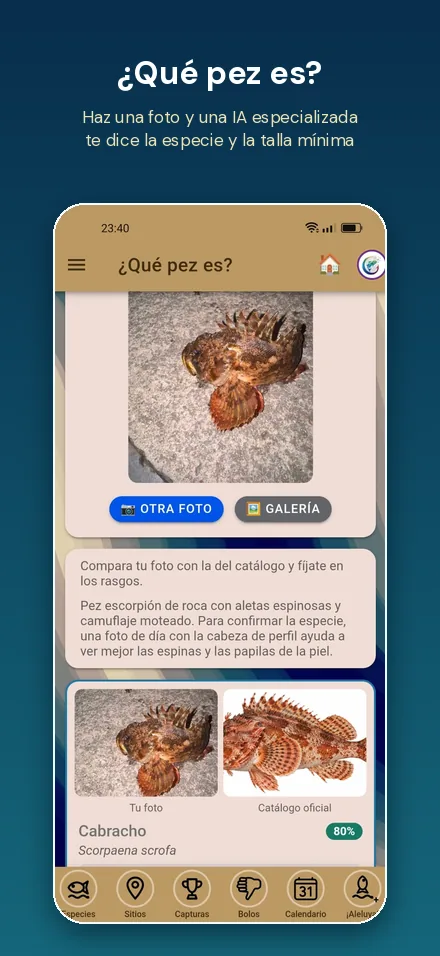 ¿Qué pez es?
Haz una foto y una IA especializada
te dice la especie y la talla mínima
23:40
¿Qué pez es?
OTRA FOTO
GALERÍA
Compara tu foto con la del catálogo y fíjate en
los rasgos.
Pez escorpión de roca con aletas espinosas y
camuflaje moteado. Para confirmar la especie,
una foto de día con la cabeza de perfil ayuda a
ver mejor las espinas y las papilas de la piel.
Tu foto
Catálogo oficial
Cabracho
80%
Scorpaena scrofa
31
Especies
Sitios
Capturas
Bolos
Calendario
¡Aleluya